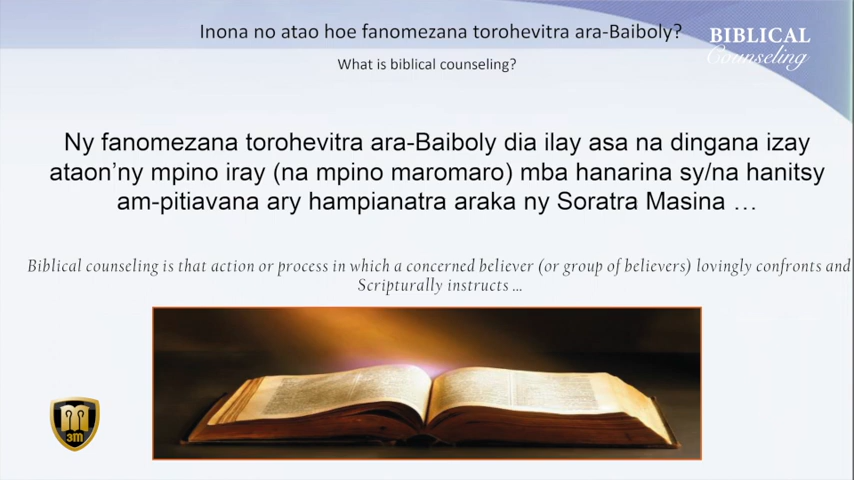 Inona no atao hoe fanomezana torohevitra ara-Baiboly?
BIBLICAL
Counseling
What is biblical counseling?
Ny fanomezana torohevitra ara-Baiboly dia ilay asa na dingana izay
ataon’ny mpino iray (na mpino maromaro) mba hanarina sy/na hanitsy
am-pitiavana ary hampianatra araka ny Soratra Masina …
Biblical counseling is that action or process in which a concerned believer (or group of believers) lovingly confronts and
Scripturally instructs ...
3M